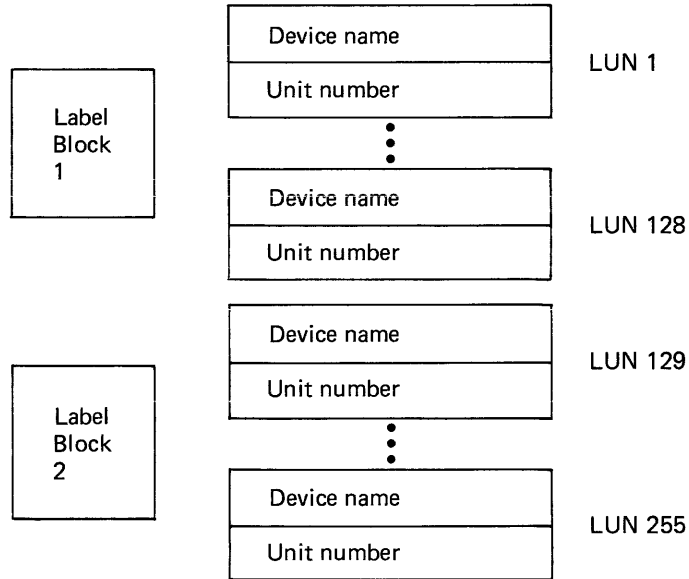 Device name
LUN 1
Unit number
Label
Block
1
Device name
LUN 128
Unit number
Device name
LUN 129
Unit number
Label
Block
2
Device name
LUN 255
Unit number